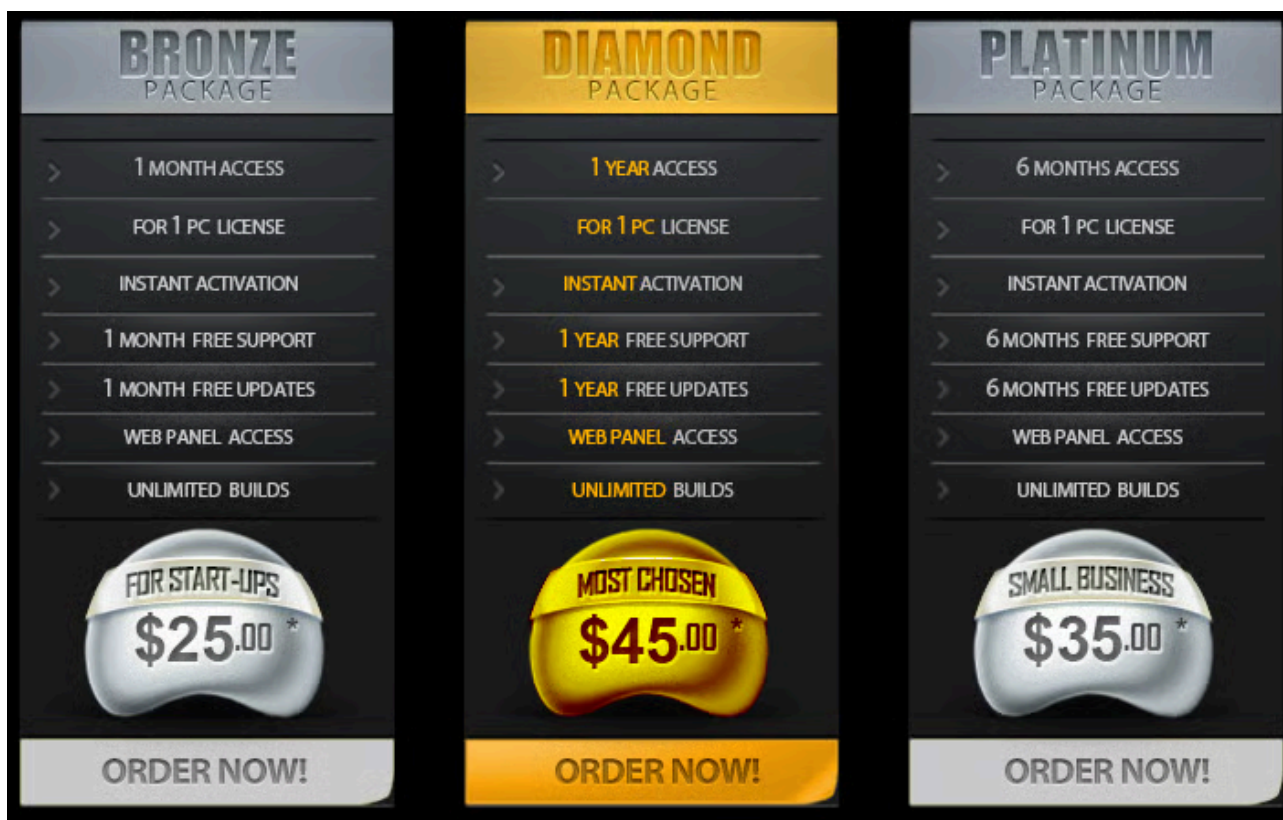 BRONZE
PACKAGE
1 MONTH ACCESS
FOR 1 PC LICENSE
INSTANT ACTIVATION
1 MONTH FREE SUPPORT
1 MONTH FREE UPDATES
WEB PANEL ACCESS
UNLIMITED BUILDS
FOR START-UPS
$25.00 *
ORDER NOW!
DIAMOND
PACKAGE
1 YEAR ACCESS
FOR 1 PC LICENSE
INSTANT ACTIVATION
1 YEAR FREE SUPPORT
1 YEAR FREE UPDATES
WEB PANEL ACCESS
UNLIMITED BUILDS
MOST CHOSEN
$45.00 *
ORDER NOW!
PLATINUM
PACKAGE
6 MONTHS ACCESS
FOR 1 PC LICENSE
INSTANT ACTIVATION
6 MONTHS FREE SUPPORT
6 MONTHS FREE UPDATES
WEB PANEL ACCESS
UNLIMITED BUILDS
SMALL BUSINESS
$35.00 *
ORDER NOW!